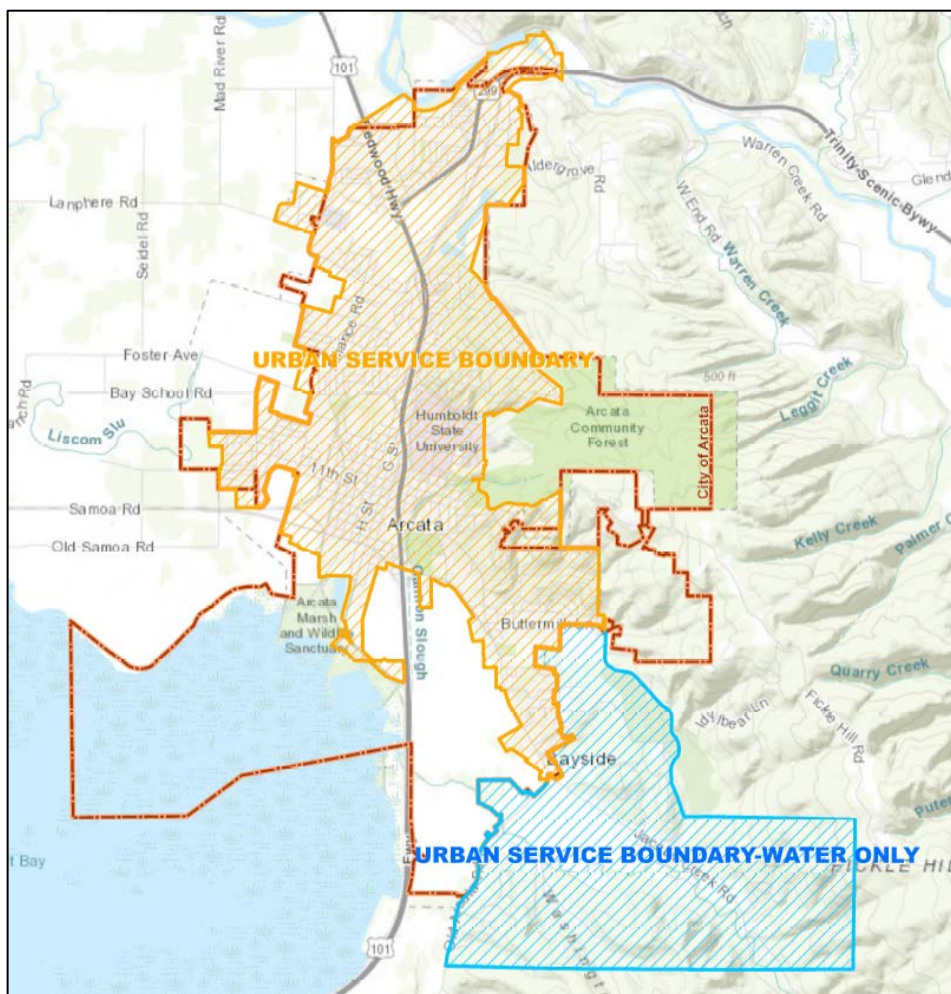 101
Mad River Rd
299
Redwood Hwy
Trinity-Scenic-Bywy
Warren Creek Rd
Glend
Aldergrove
Rd
W End Rd
Warren Creek
Lanphere Rd
Seidel Rd
Foster Ave
URBAN SERVICE BOUNDARY
500 ft
Bay School Rd
Leggit Creek
Humboldt
State
University
Arcata
Community
Forest
City of Arcata
Liscom Slu
11th St
G St
H St
Samoa Rd
Arcata
Old Samoa Rd
Kelly Creek
Palmer
Arcata
Marsh
and Wildlife
Sanctuary
Gannon Slough
Quarry Creek
Fickle Hill Rd
Bayside
t Bay
URBAN SERVICE BOUNDARY-WATER ONLY
FICKLE HIL
Washingt
101